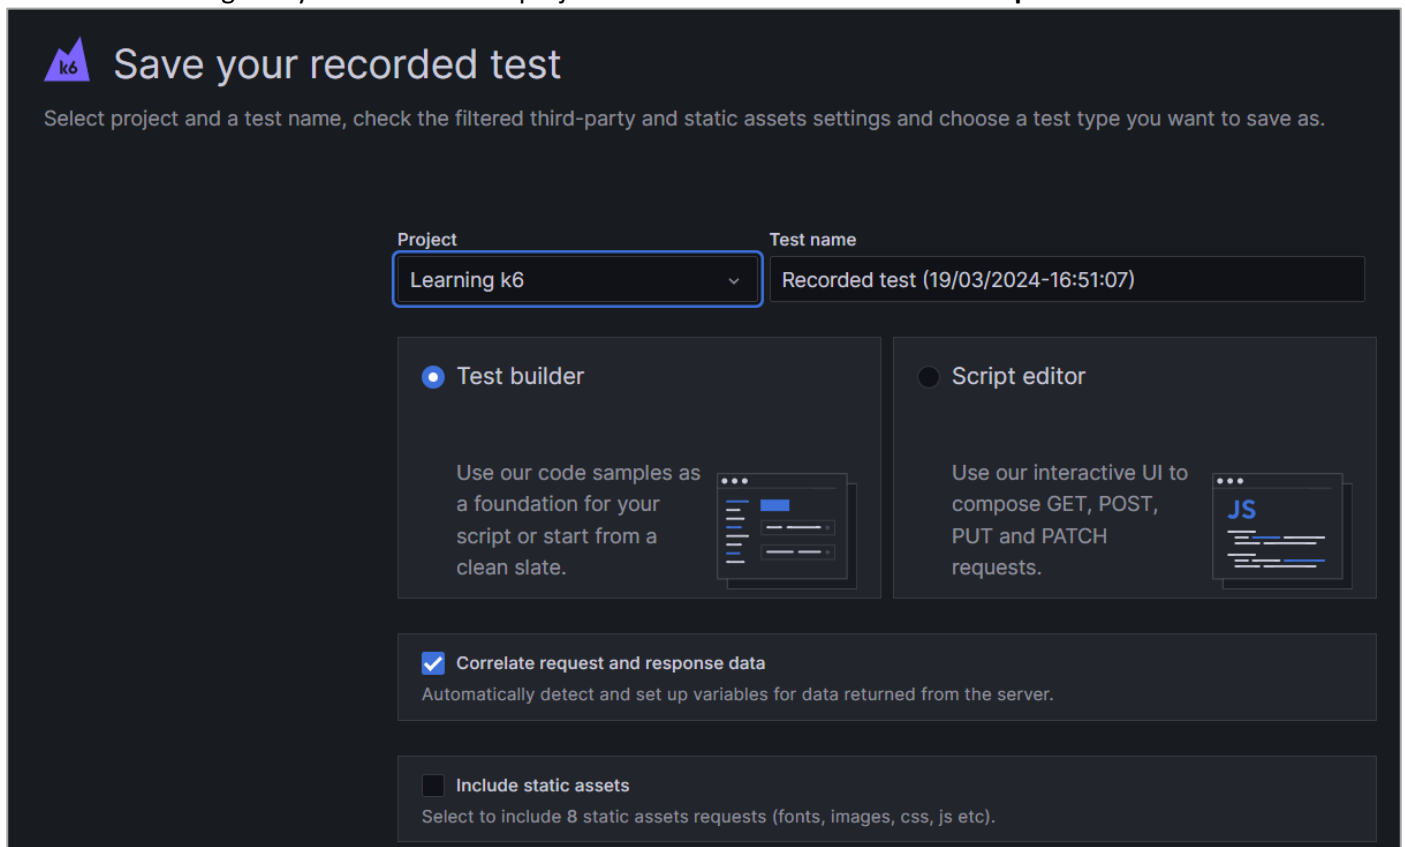 k6
Save your recorded test
Select project and a test name, check the filtered third-party and static assets settings and choose a test type you want to save as.
Project
Test name
Learning k6
Recorded test (19/03/2024-16:51:07)
Test builder
Use our code samples as
a foundation for your
script or start from a
clean slate.
Script editor
Use our interactive UI to
compose GET, POST,
PUT and PATCH
requests.
JS
Correlate request and response data
Automatically detect and set up variables for data returned from the server.
Include static assets
Select to include 8 static assets requests (fonts, images, css, js etc).